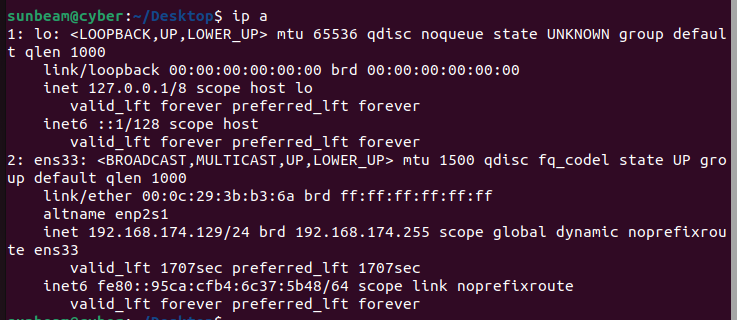 sunbeam@cyber:~/Desktop$ ip a
1: lo: <LOOPBACK,UP,LOWER_UP> mtu 65536 qdisc noqueue state UNKNOWN group defaul
t qlen 1000
    link/loopback 00:00:00:00:00:00 brd 00:00:00:00:00:00
    inet 127.0.0.1/8 scope host lo
       valid_lft forever preferred_lft forever
    inet6 ::1/128 scope host
       valid_lft forever preferred_lft forever
2: ens33: <BROADCAST,MULTICAST,UP,LOWER_UP> mtu 1500 qdisc fq_codel state UP gro
up default qlen 1000
    link/ether 00:0c:29:3b:b3:6a brd ff:ff:ff:ff:ff:ff
    altname enp2s1
    inet 192.168.174.129/24 brd 192.168.174.255 scope global dynamic noprefixrou
te ens33
       valid_lft 1707sec preferred_lft 1707sec
    inet6 fe80::95ca:cfb4:6c37:5b48/64 scope link noprefixroute
       valid_lft forever preferred_lft forever
sunbeam@cyber:~/Desktop$